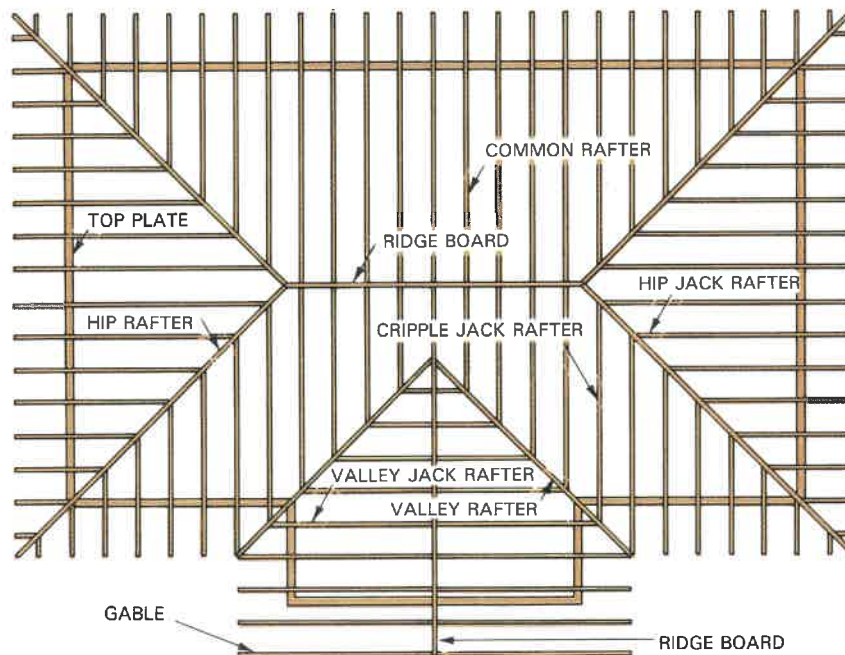 COMMON RAFTER
TOP PLATE
RIDGE BOARD
HIP JACK RAFTER
HIP RAFTER
CRIPPLE JACK RAFTER
VALLEY JACK RAFTER
VALLEY RAFTER
GABLE
RIDGE BOARD